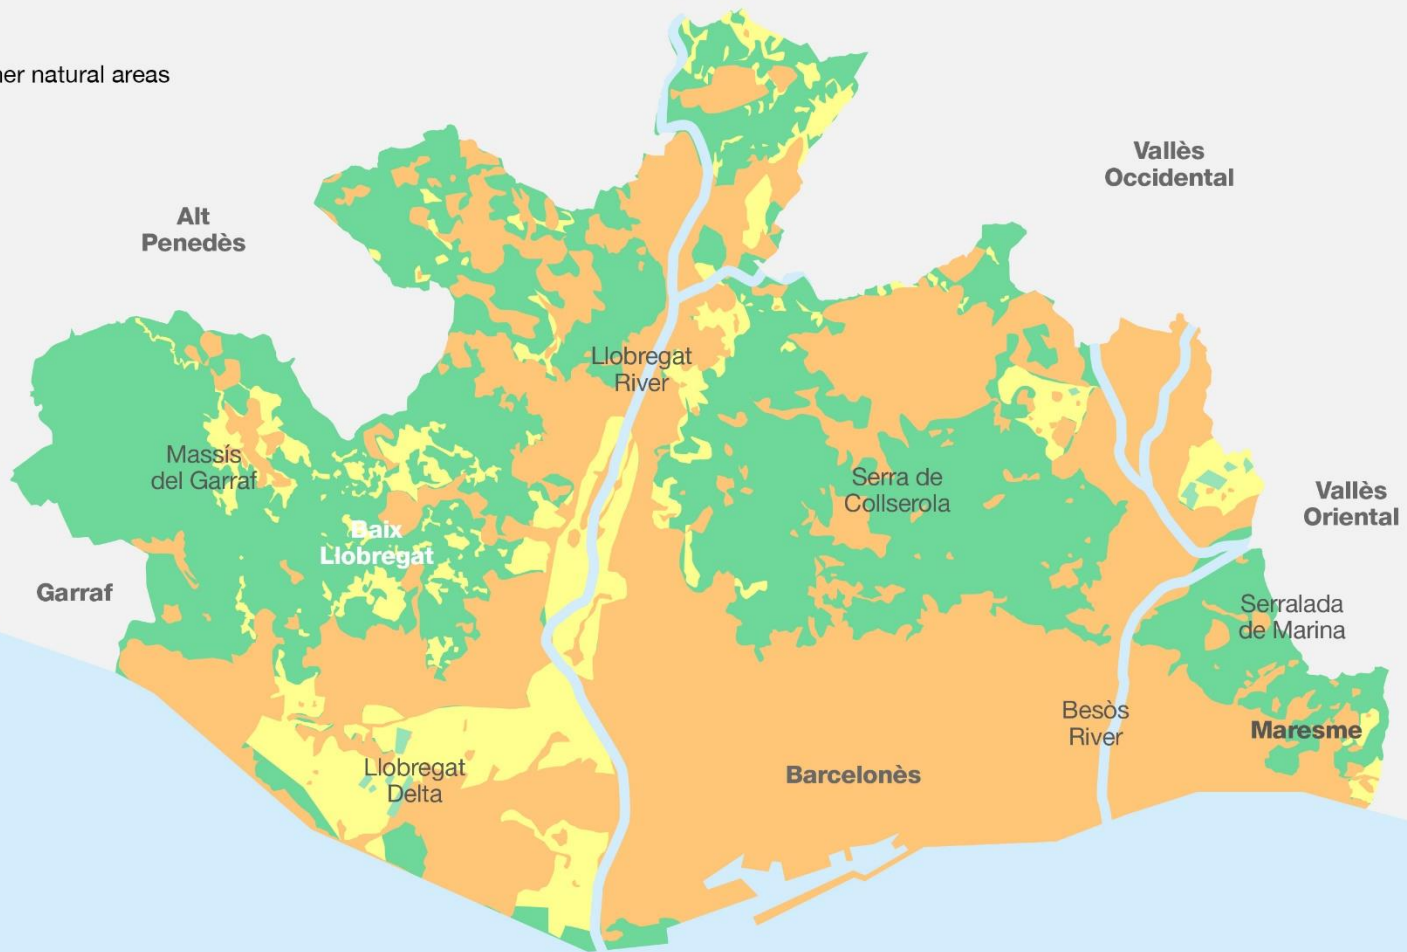 natural areas
Vallès
Occidental
Alt
Penedès
Llobregat
River
Massís
del Garraf
Serra de
Collserola
Vallès
Oriental
Baix
Llobregat
Garraf
Serralada
de Marina
Besòs
River
Maresme
Llobregat
Delta
Barcelonès